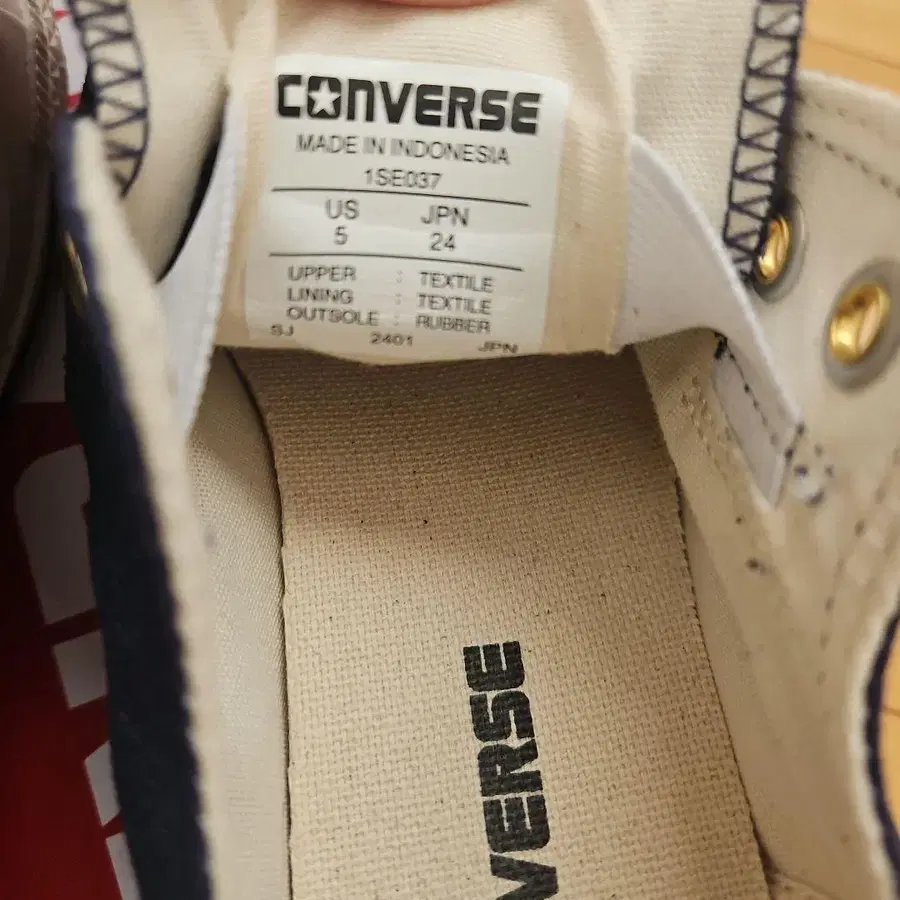 CONVERSE
MADE IN INDONESIA
1SE037
US JPN
5 24
UPPER : TEXTILE
LINING : TEXTILE
OUTSOLE : RUBBER
SJ 2401 JPN
VERSE